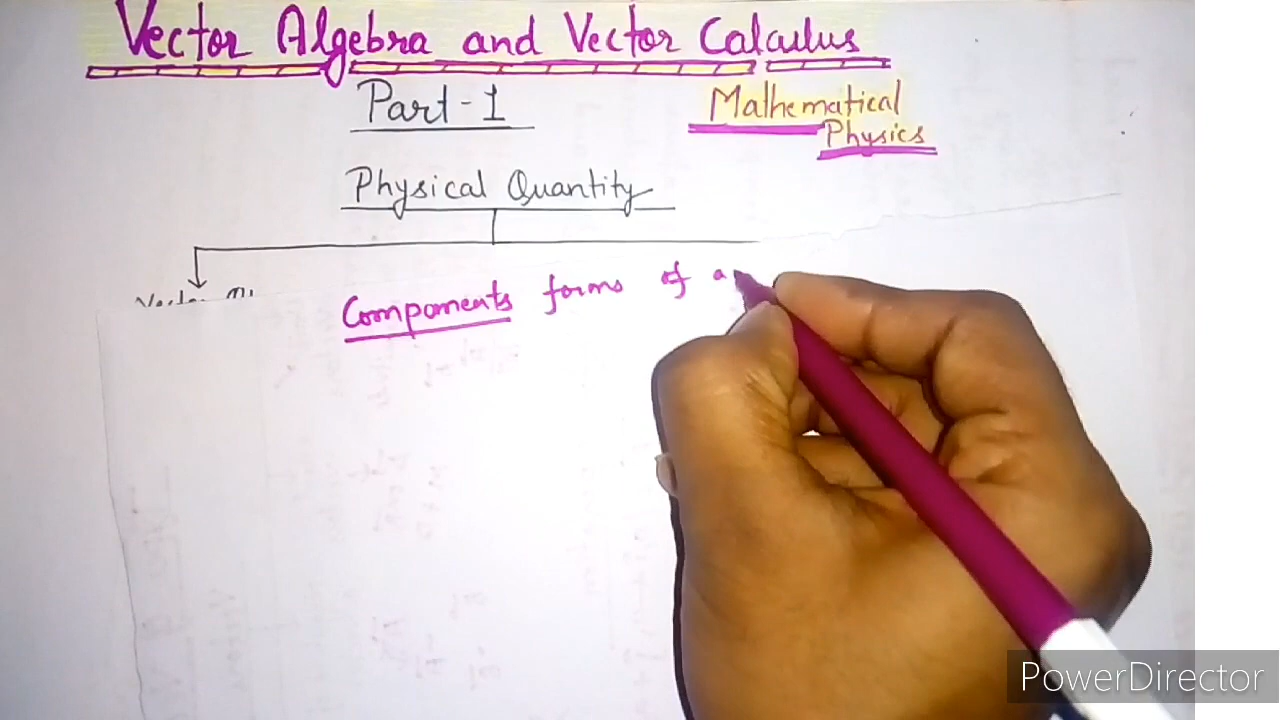 Vector Algebra and Vector Calculus
Part-1
Mathematical
Physics
Physical Quantity
Components forms of a
PowerDirector